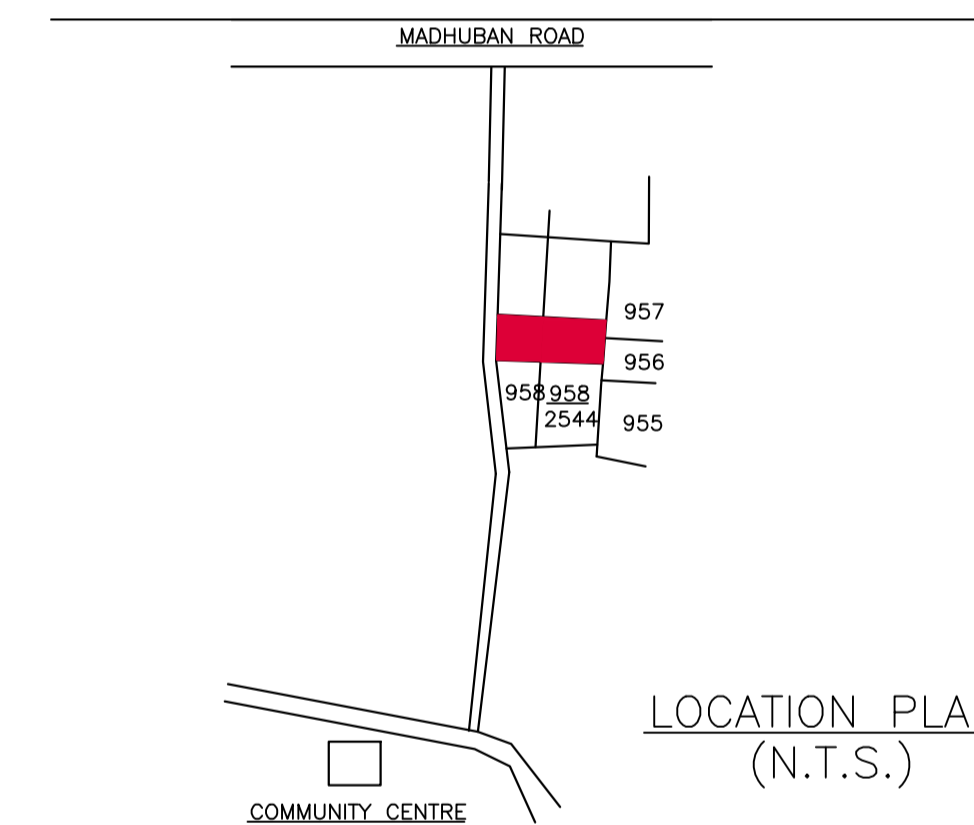 MADHUBAN ROAD
957
956
958 958
2544
955
LOCATION PLA
(N.T.S.)
COMMUNITY CENTRE